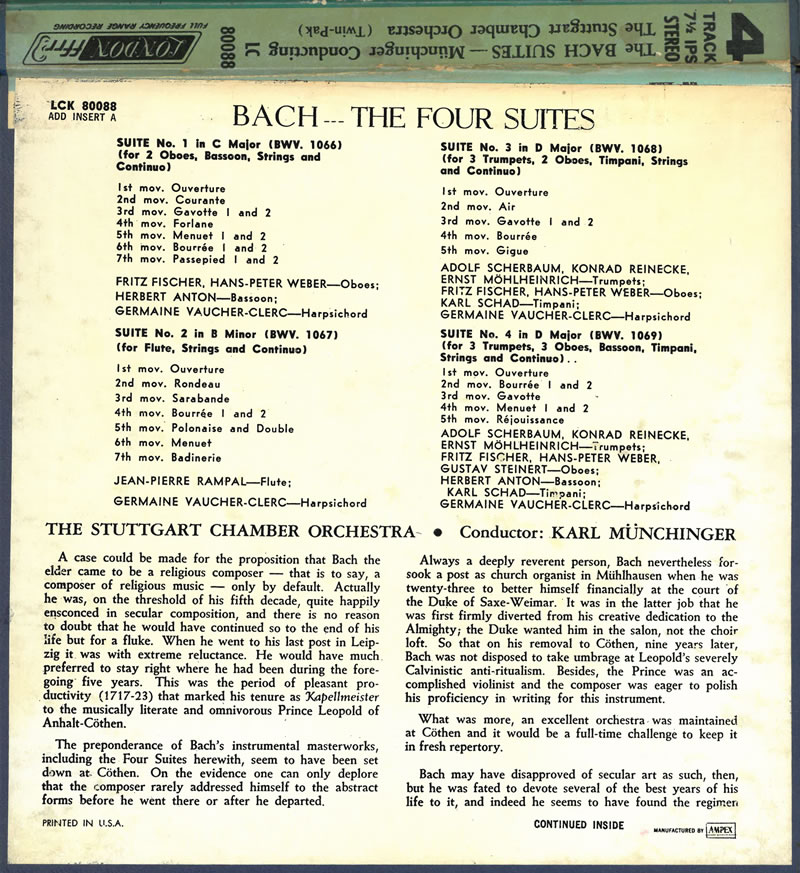 4
TRACK
7½ IPS
STEREO
The BACH SUITES—Münchinger Conducting LC
The Stuttgart Chamber Orchestra (Twin-Pak) 80088
LONDON ffrr
FULL FREQUENCY RANGE RECORDING
LCK 80088
ADD INSERT A
BACH---THE FOUR SUITES
SUITE No. 1 in C Major (BWV. 1066)
(for 2 Oboes, Bassoon, Strings and
Continuo)
1st mov. Ouverture
2nd mov. Courante
3rd mov. Gavotte 1 and 2
4th mov. Forlane
5th mov. Menuet 1 and 2
6th mov. Bourrée 1 and 2
7th mov. Passepied 1 and 2
FRITZ FISCHER, HANS-PETER WEBER—Oboes;
HERBERT ANTON—Bassoon;
GERMAINE VAUCHER-CLERC—Harpsichord
SUITE No. 2 in B Minor (BWV. 1067)
(for Flute, Strings and Continuo)
1st mov. Ouverture
2nd mov. Rondeau
3rd mov. Sarabande
4th mov. Bourrée 1 and 2
5th mov. Polonaise and Double
6th mov. Menuet
7th mov. Badinerie
JEAN-PIERRE RAMPAL—Flute;
GERMAINE VAUCHER-CLERC—Harpsichord
SUITE No. 3 in D Major (BWV. 1068)
(for 3 Trumpets, 2 Oboes, Timpani, Strings
and Continuo)
1st mov. Ouverture
2nd mov. Air
3rd mov. Gavotte 1 and 2
4th mov. Bourrée
5th mov. Gigue
ADOLF SCHERBAUM, KONRAD REINECKE,
ERNST MÖHLHEINRICH—Trumpets;
FRITZ FISCHER, HANS-PETER WEBER—Oboes;
KARL SCHAD—Timpani;
GERMAINE VAUCHER-CLERC—Harpsichord
SUITE No. 4 in D Major (BWV. 1069)
(for 3 Trumpets, 3 Oboes, Bassoon, Timpani,
Strings and Continuo)..
1st mov. Ouverture
2nd mov. Bourrée 1 and 2
3rd mov. Gavotte
4th mov. Menuet 1 and 2
5th mov. Réjouissance
ADOLF SCHERBAUM, KONRAD REINECKE,
ERNST MÖHLHEINRICH—Trumpets;
FRITZ FISCHER, HANS-PETER WEBER,
GUSTAV STEINERT—Oboes;
HERBERT ANTON—Bassoon;
KARL SCHAD—Timpani;
GERMAINE VAUCHER-CLERC—Harpsichord
THE STUTTGART CHAMBER ORCHESTRA ● Conductor: KARL MÜNCHINGER
A case could be made for the proposition that Bach the
elder came to be a religious composer — that is to say, a
composer of religious music — only by default. Actually
he was, on the threshold of his fifth decade, quite happily
ensconced in secular composition, and there is no reason
to doubt that he would have continued so to the end of his
life but for a fluke. When he went to his last post in Leip-
zig it was with extreme reluctance. He would have much
preferred to stay right where he had been during the fore-
going five years. This was the period of pleasant pro-
ductivity (1717-23) that marked his tenure as Kapellmeister
to the musically literate and omnivorous Prince Leopold of
Anhalt-Cöthen.
The preponderance of Bach's instrumental masterworks,
including the Four Suites herewith, seem to have been set
down at Cöthen. On the evidence one can only deplore
that the composer rarely addressed himself to the abstract
forms before he went there or after he departed.
Always a deeply reverent person, Bach nevertheless for-
sook a post as church organist in Mühlhausen when he was
twenty-three to better himself financially at the court of
the Duke of Saxe-Weimar. It was in the latter job that he
was first firmly diverted from his creative dedication to the
Almighty; the Duke wanted him in the salon, not the choir
loft. So that on his removal to Cöthen, nine years later,
Bach was not disposed to take umbrage at Leopold's severely
Calvinistic anti-ritualism. Besides, the Prince was an ac-
complished violinist and the composer was eager to polish
his proficiency in writing for this instrument.
What was more, an excellent orchestra was maintained
at Cöthen and it would be a full-time challenge to keep it
in fresh repertory.
Bach may have disapproved of secular art as such, then,
but he was fated to devote several of the best years of his
life to it, and indeed he seems to have found the regimen
PRINTED IN U.S.A.
CONTINUED INSIDE
MANUFACTURED BY AMPEX